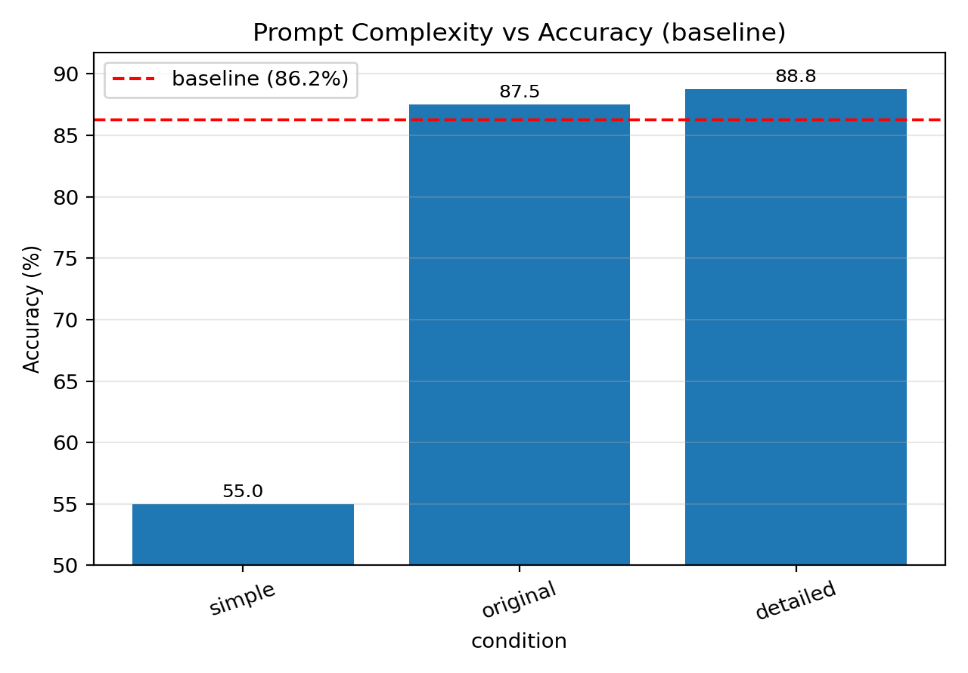 Prompt Complexity vs Accuracy (baseline)
baseline (86.2%)
Accuracy (%)
90
85
80
75
70
65
60
55
50
55.0
87.5
88.8
simple
original
detailed
condition